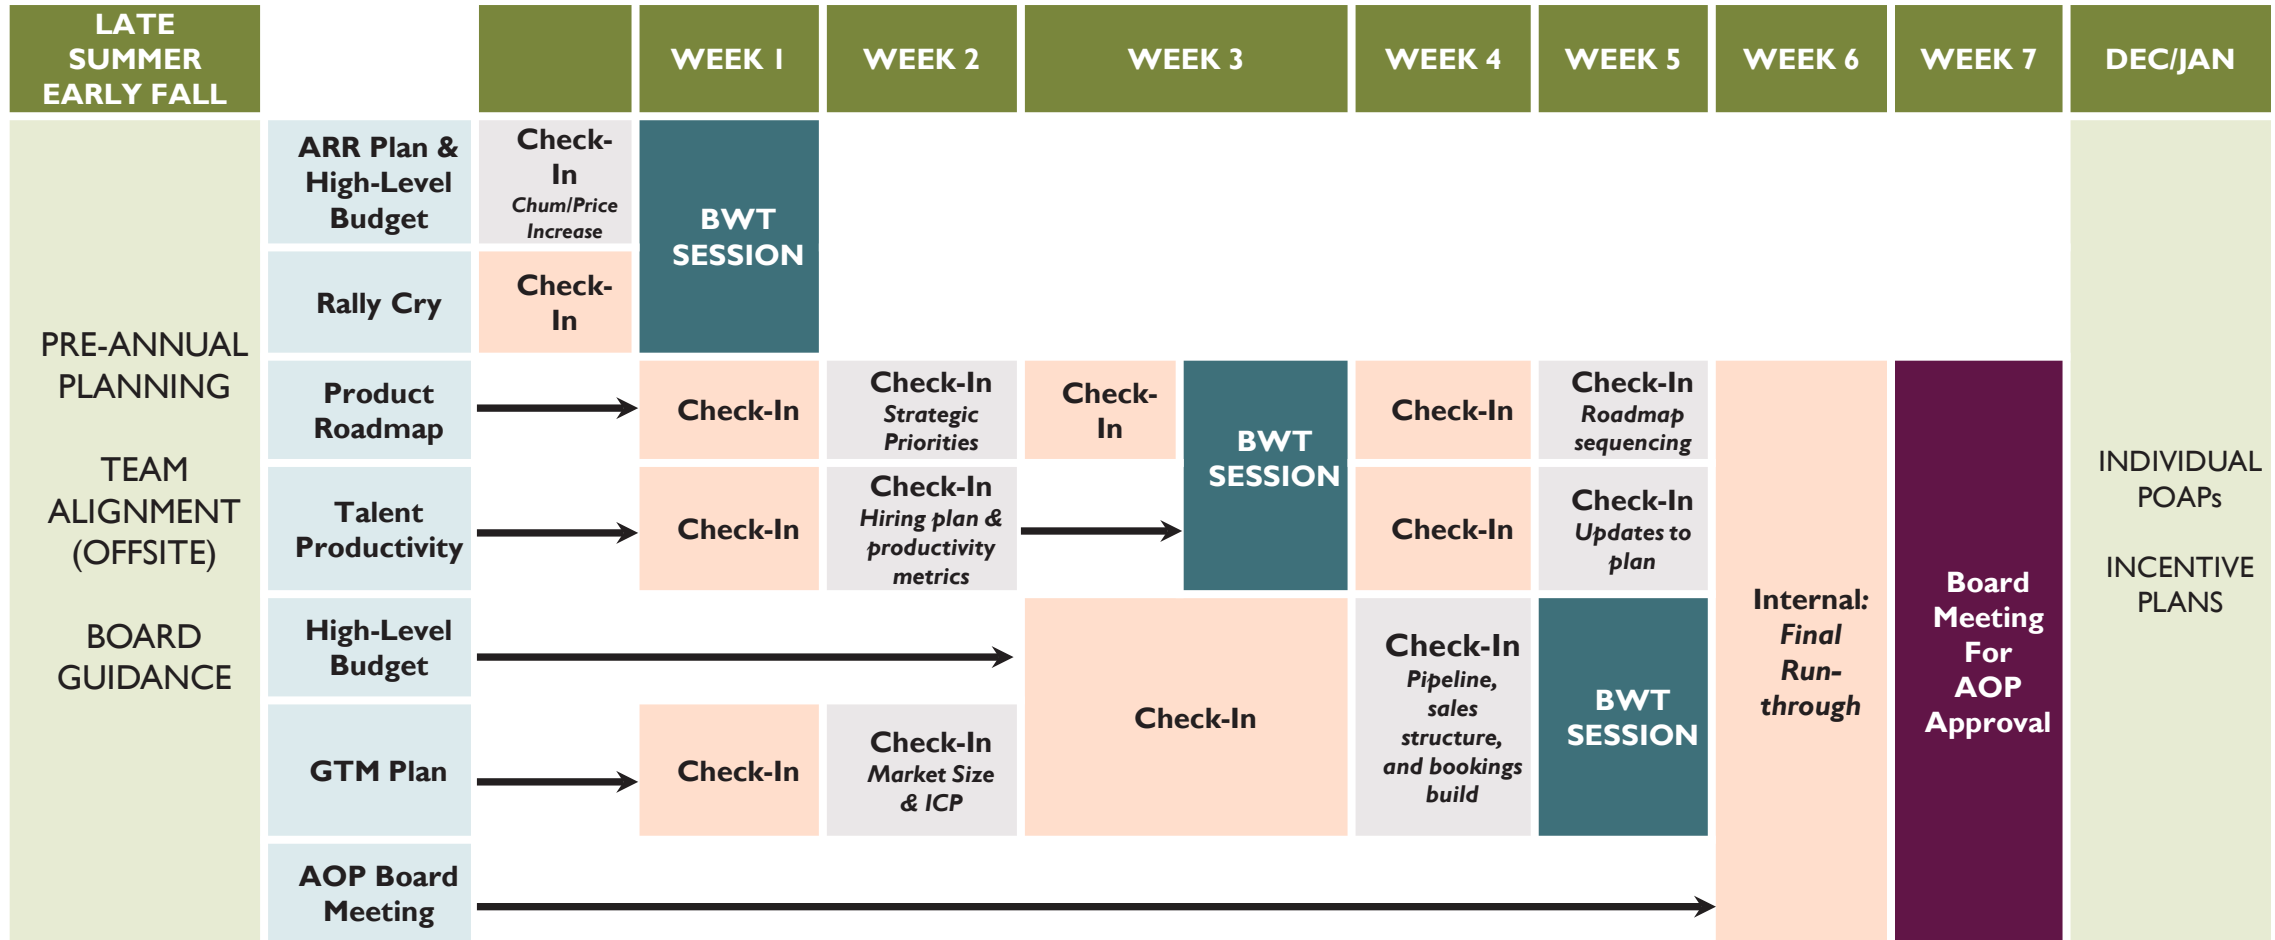 LATE
SUMMER
EARLY FALL
WEEK 1
WEEK 2
WEEK 3
WEEK 4
WEEK 5
WEEK 6
WEEK 7
DEC/JAN
PRE-ANNUAL
PLANNING
TEAM
ALIGNMENT
(OFFSITE)
BOARD
GUIDANCE
ARR Plan &
High-Level
Budget
Check-
In
Chum/Price
Increase
BWT
SESSION
Rally Cry
Check-
In
Product
Roadmap
Check-In
Check-In
Strategic
Priorities
Check-
In
BWT
SESSION
Check-In
Check-In
Roadmap
sequencing
Talent
Productivity
Check-In
Check-In
Hiring plan &
productivity
metrics
Check-In
Check-In
Updates to
plan
High-Level
Budget
Check-In
Check-In
Pipeline,
sales
structure,
and bookings
build
BWT
SESSION
GTM Plan
Check-In
Check-In
Market Size
& ICP
AOP Board
Meeting
Internal:
Final
Run-
through
Board
Meeting
For
AOP
Approval
INDIVIDUAL
POAPs
INCENTIVE
PLANS